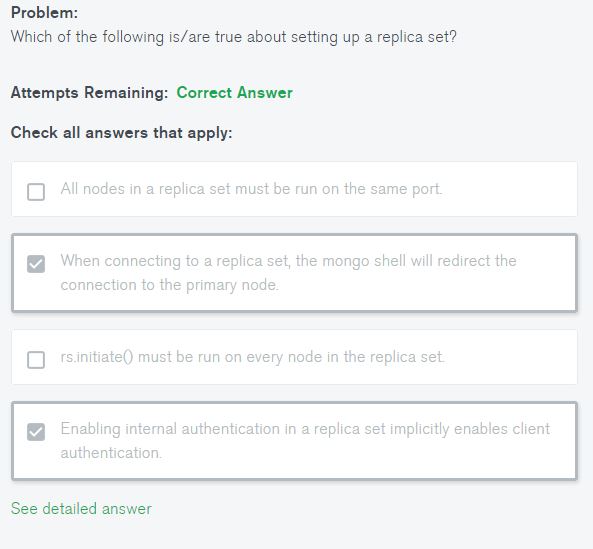 Problem:
Which of the following is/are true about setting up a replica set?
Attempts Remaining: Correct Answer
Check all answers that apply:
All nodes in a replica set must be run on the same port.
When connecting to a replica set, the mongo shell will redirect the
connection to the primary node.
rs.initiate() must be run on every node in the replica set.
Enabling internal authentication in a replica set implicitly enables client
authentication.
See detailed answer